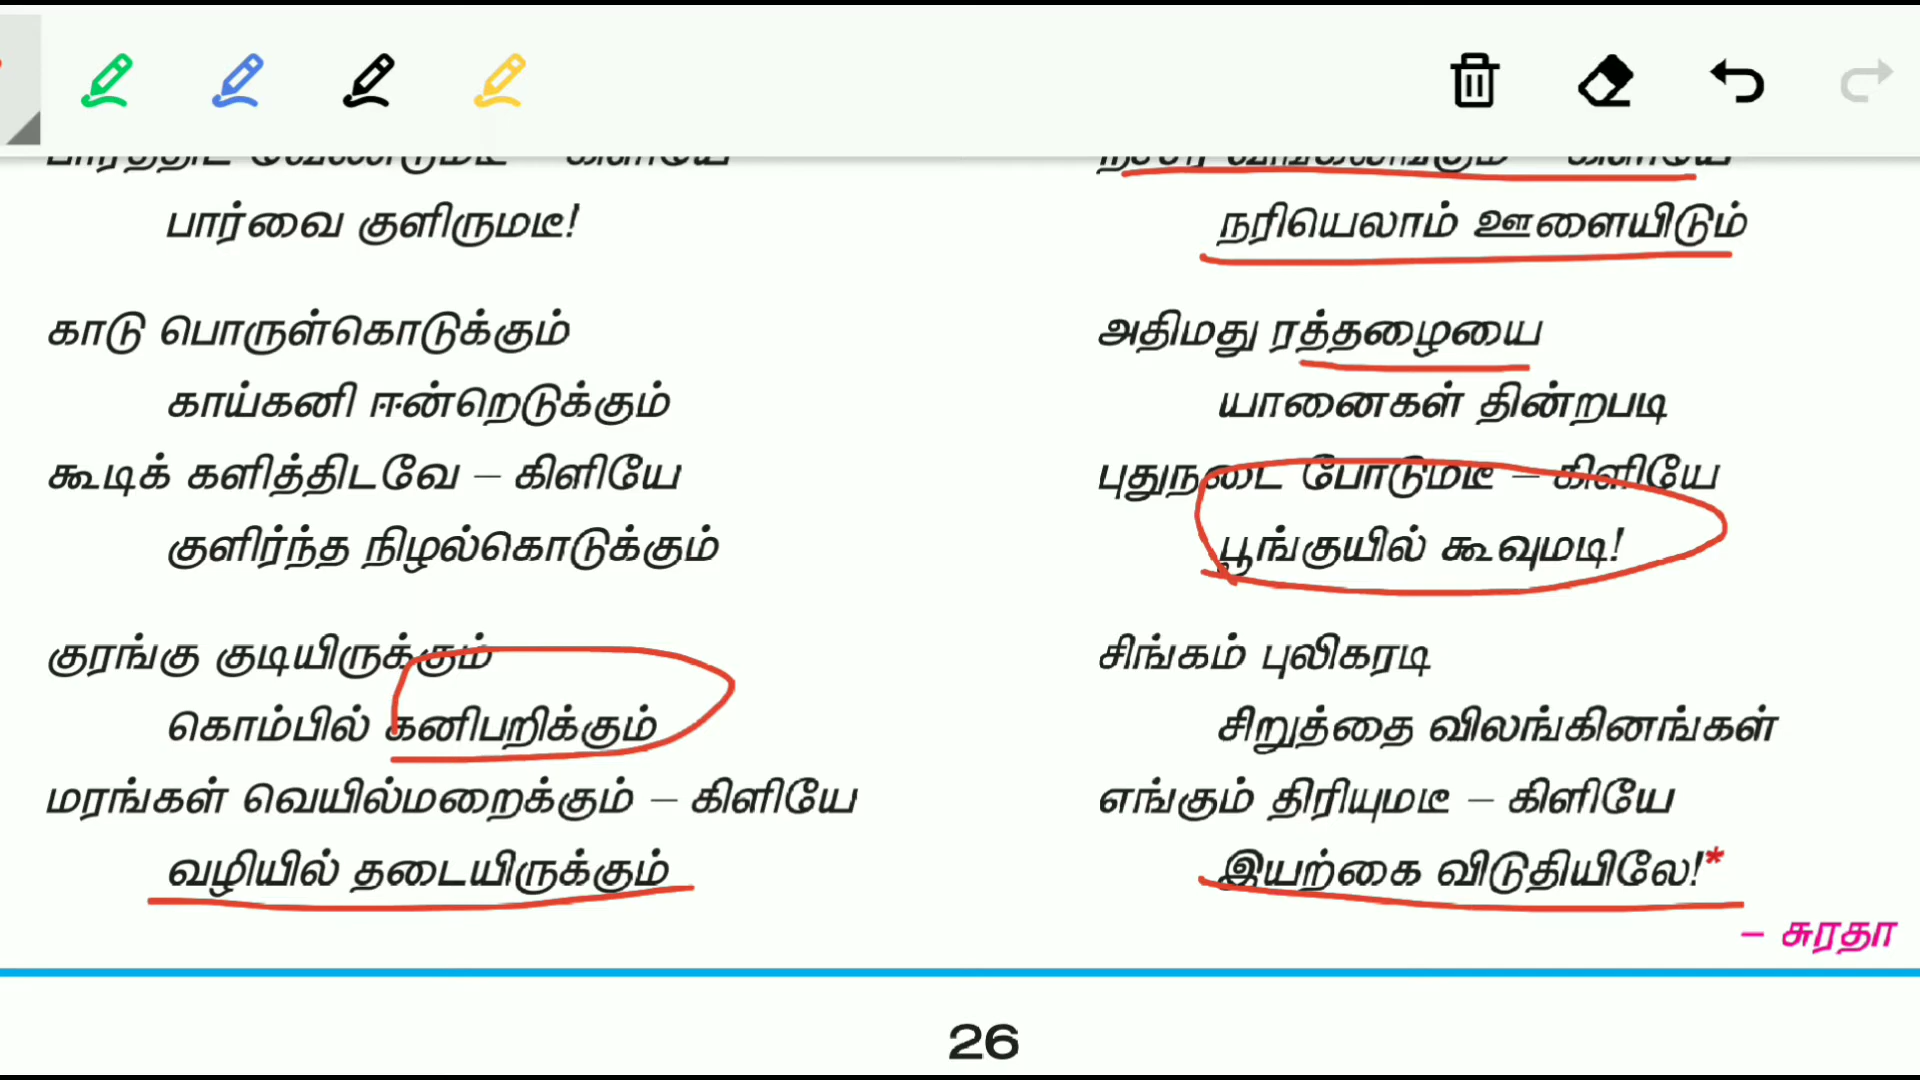 பார்வை குளிருமடீ!
காடு பொருள்கொடுக்கும்
காய்கனி ஈன்றெடுக்கும்
கூடிக் களித்திடவே – கிளியே
குளிர்ந்த நிழல்கொடுக்கும்
குரங்கு குடியிருக்கும்
கொம்பில் கனிபறிக்கும்
மரங்கள் வெயில்மறைக்கும் – கிளியே
வழியில் தடையிருக்கும்
நரியெலாம் ஊளையிடும்
அதிமது ரத்தழையை
யானைகள் தின்றபடி
புதுநடை போடுமடீ – கிளியே
பூங்குயில் கூவுமடி!
சிங்கம் புலிகரடி
சிறுத்தை விலங்கினங்கள்
எங்கும் திரியுமடீ – கிளியே
இயற்கை விடுதியிலே!*
– சுரதா
26